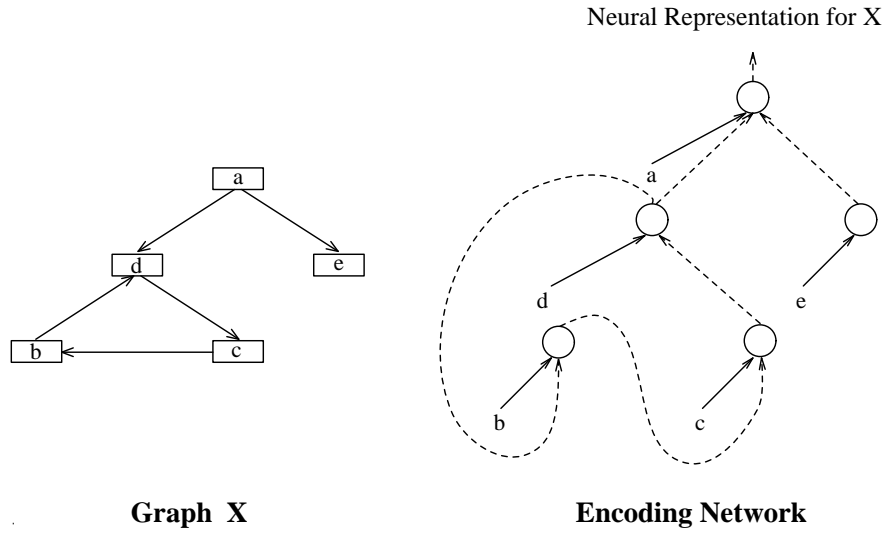 Neural Representation for X
a
a
d
e
d
e
b
c
b
c
Graph X
Encoding Network